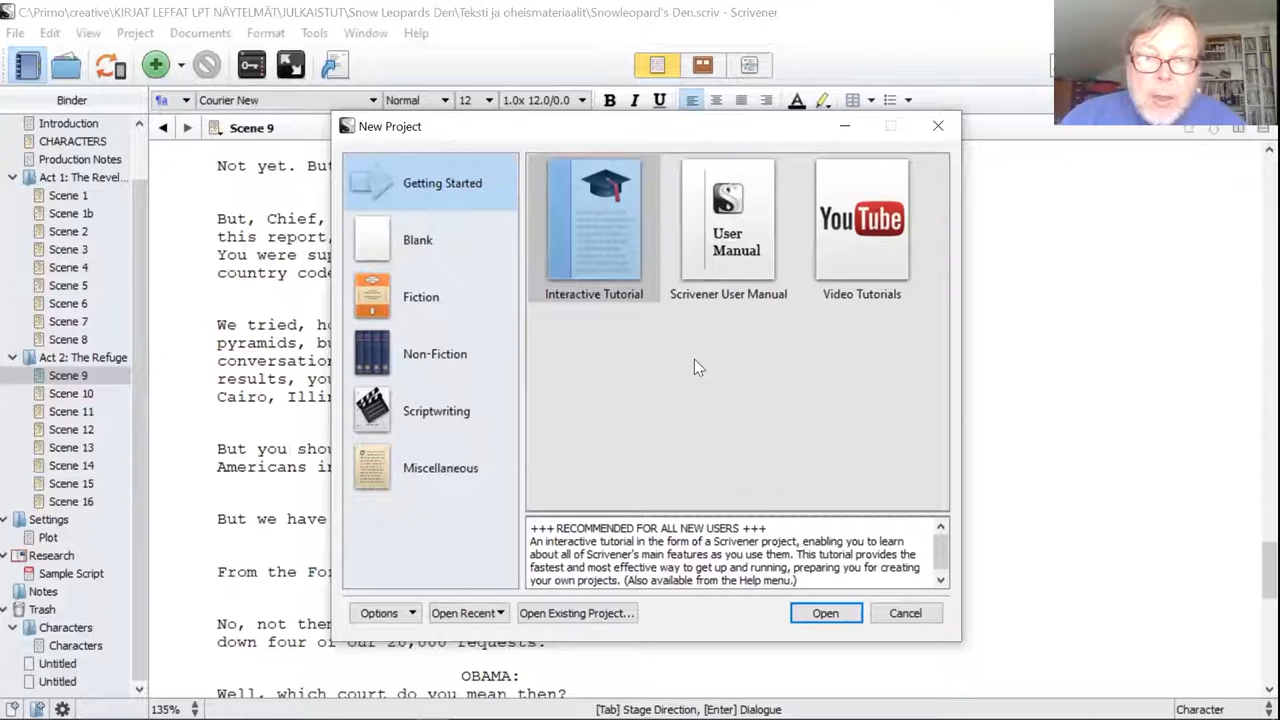 C:\Primo\creative\KIRJAT LEFFAT LPT NÄYTELMÄT\JULKAISTUT\Snow Leopards Den\Teksti ja oheismateriaalit\Snowleopard's Den.scriv - Scrivener
File Edit View Project Documents Format Tools Window Help
Binder
Courier New Normal 12 1.0x 12.0/0.0 B I U A
Scene 9
Introduction
CHARACTERS
Production Notes
Act 1: The Revel...
Scene 1
Scene 1b
Scene 2
Scene 3
Scene 4
Scene 5
Scene 6
Scene 7
Scene 8
Act 2: The Refuge
Scene 9
Scene 10
Scene 11
Scene 12
Scene 13
Scene 14
Scene 15
Scene 16
Settings
Plot
Research
Sample Script
Notes
Trash
Characters
Characters
Untitled
Untitled
Not yet.
But, Chief,
this report,
You were
country
We tried,
pyramids,
results,
Cairo,
But you
Americans
But we have
From the
No, not
down four of our 20,000 requests.
OBAMA:
Well, which court do you mean then?
New Project
Getting Started
Blank
Fiction
Non-Fiction
Scriptwriting
Miscellaneous
User
Manual
YouTube
Interactive Tutorial
Scrivener User Manual
Video Tutorials
+++ RECOMMENDED FOR ALL NEW USERS +++
An interactive tutorial in the form of a Scrivener project, enabling you to learn
about all of Scrivener's main features as you use them. This tutorial provides the
fastest and most effective way to get up and running, preparing you for creating
your own projects. (Also available from the Help menu.)
Options Open Recent Open Existing Project... Open Cancel
135% [Tab] Stage Direction, [Enter] Dialogue Character